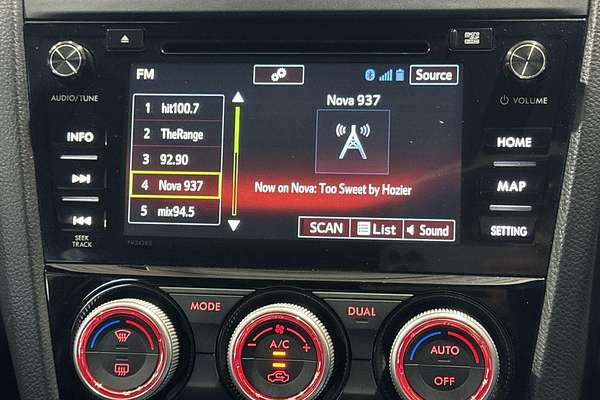 micro SD
FM
Source
AUDIO/TUNE
VOLUME
Nova 937
1 hit100.7
2 TheRange
3 92.90
4 Nova 937
5 mix94.5
INFO
HOME
MAP
Now on Nova: Too Sweet by Hozier
SCAN
List
Sound
SEEK
TRACK
SETTING
MODE
DUAL
A/C
- +
AUTO
OFF